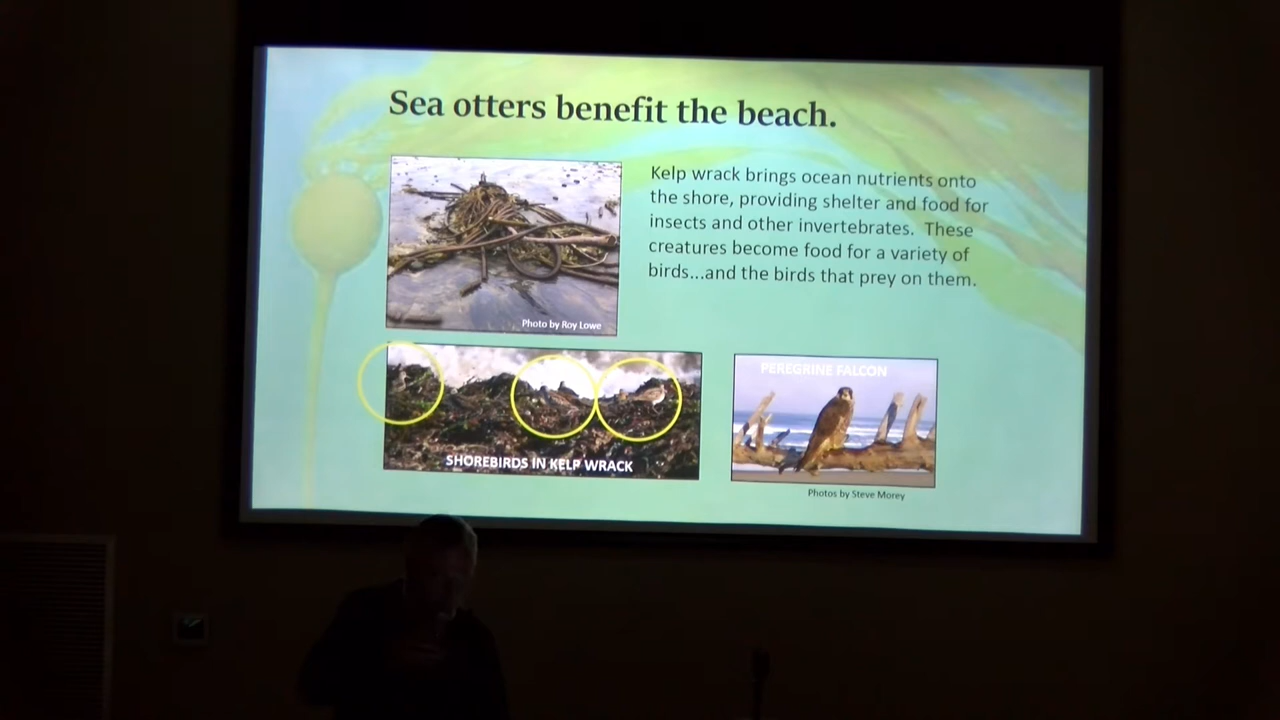 Sea otters benefit the beach.
Kelp wrack brings ocean nutrients onto
the shore, providing shelter and food for
insects and other invertebrates. These
creatures become food for a variety of
birds...and the birds that prey on them.
Photo by Roy Lowe
SHOREBIRDS IN KELP WRACK
PEREGRINE FALCON
Photos by Steve Morey